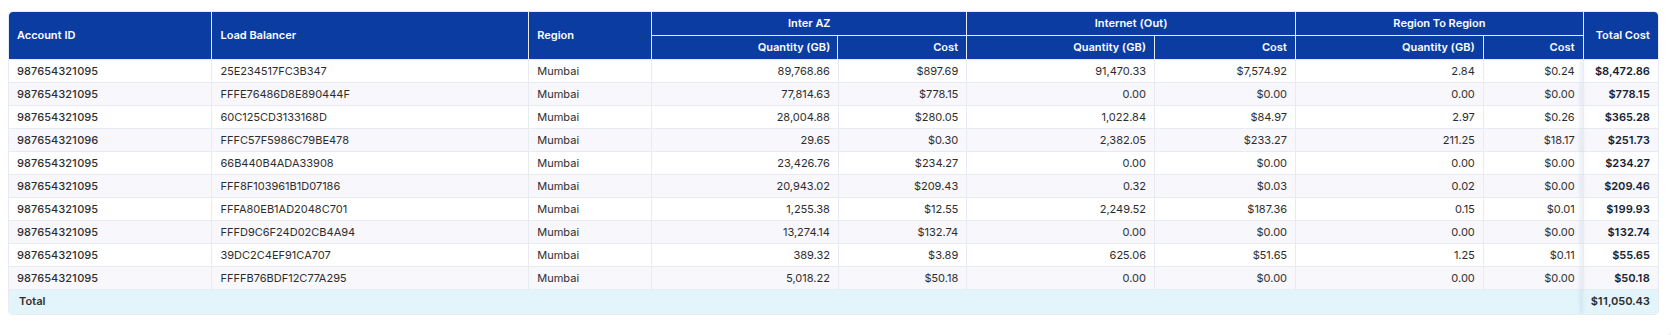 Account ID Load Balancer Region Inter AZ Internet (Out) Region To Region Total Cost
Quantity (GB) Cost Quantity (GB) Cost Quantity (GB) Cost
987654321095 25E234517FC3B347 Mumbai 89,768.86 $897.69 91,470.33 $7,574.92 2.84 $0.24 $8,472.86
987654321095 FFFE76486D8E890444F Mumbai 77,814.63 $778.15 0.00 $0.00 0.00 $0.00 $778.15
987654321095 60C125CD3133168D Mumbai 28,004.88 $280.05 1,022.84 $84.97 2.97 $0.26 $365.28
987654321096 FFFC57F5986C79BE478 Mumbai 29.65 $0.30 2,382.05 $233.27 211.25 $18.17 $251.73
987654321095 66B440B4ADA33908 Mumbai 23,426.76 $234.27 0.00 $0.00 0.00 $0.00 $234.27
987654321095 FFF8F103961B1D07186 Mumbai 20,943.02 $209.43 0.32 $0.03 0.02 $0.00 $209.46
987654321095 FFFA80EB1AD2048C701 Mumbai 1,255.38 $12.55 2,249.52 $187.36 0.15 $0.01 $199.93
987654321095 FFFD9C6F24D02CB4A94 Mumbai 13,274.14 $132.74 0.00 $0.00 0.00 $0.00 $132.74
987654321095 39DC2C4EF91CA707 Mumbai 389.32 $3.89 625.06 $51.65 1.25 $0.11 $55.65
987654321095 FFFFB76BDF12C77A295 Mumbai 5,018.22 $50.18 0.00 $0.00 0.00 $0.00 $50.18
Total $11,050.43